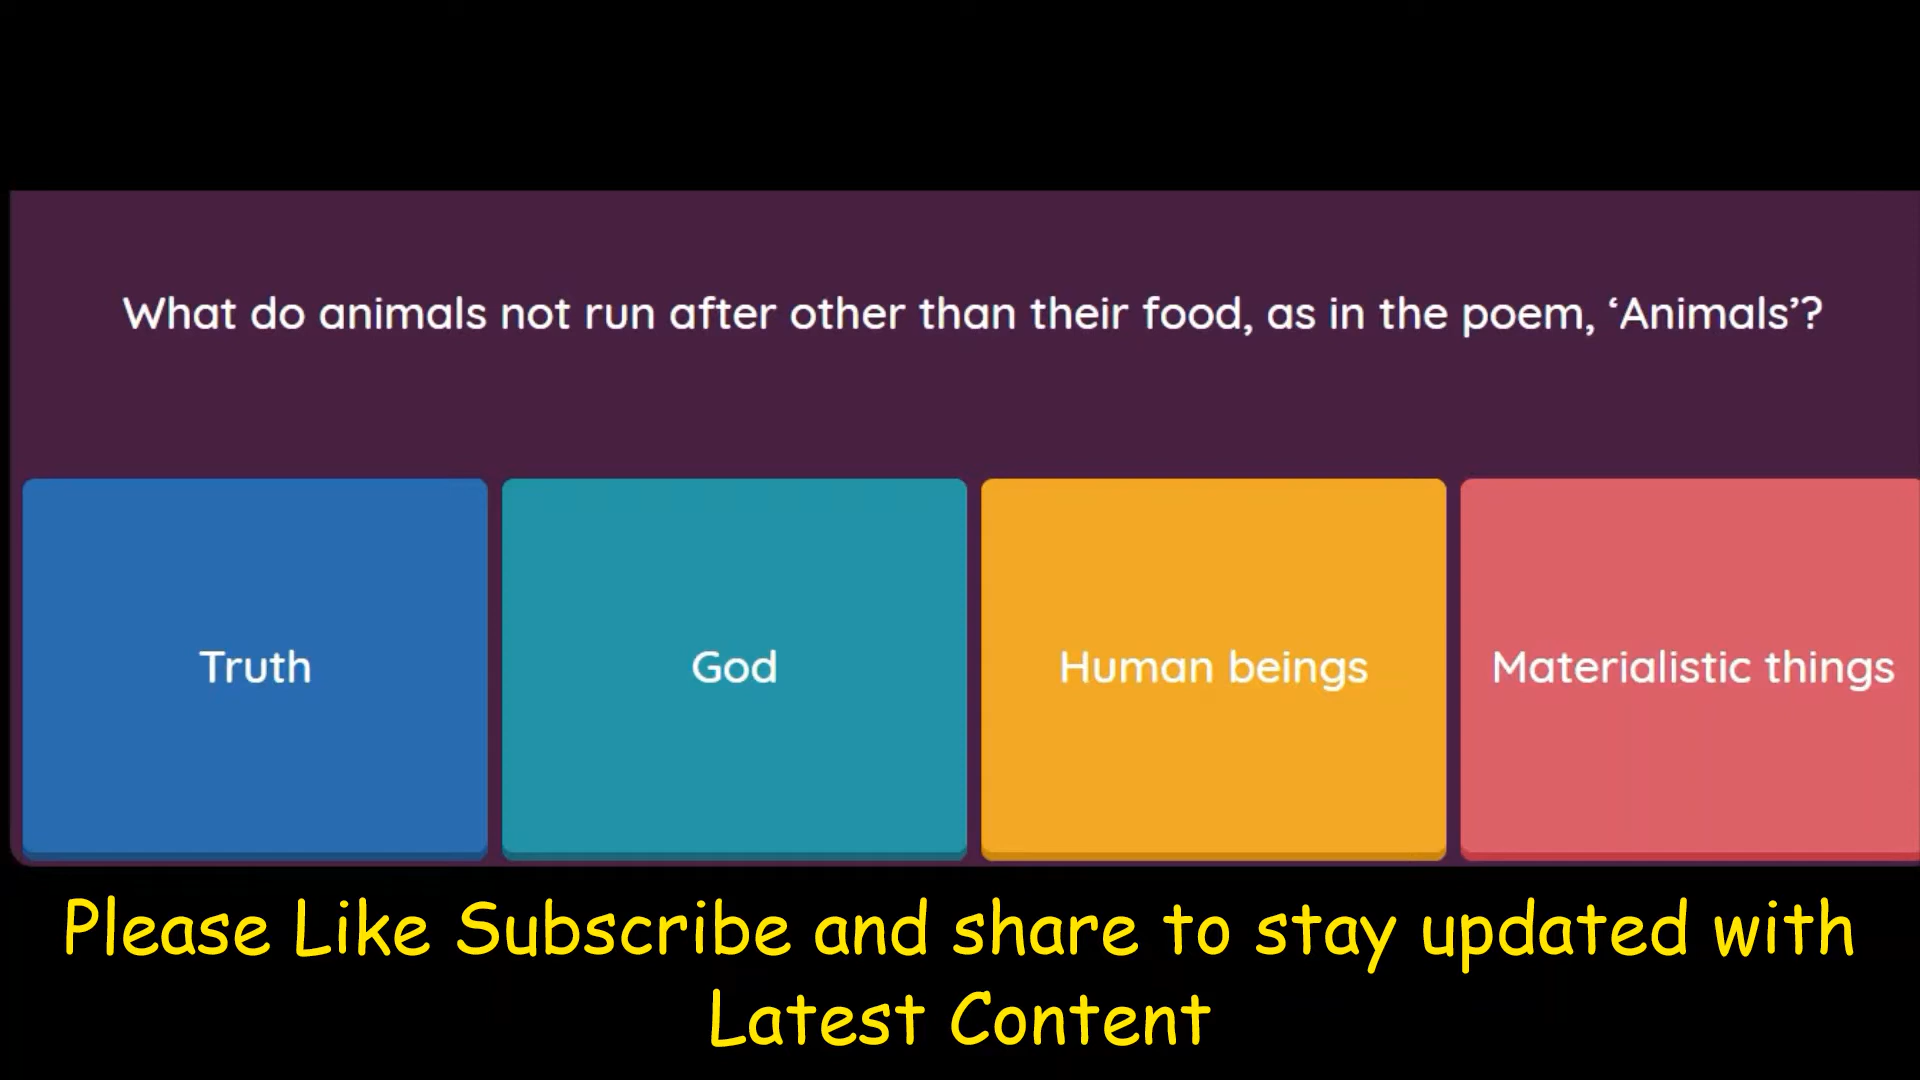 What do animals not run after other than their food, as in the poem, ‘Animals’?
Truth
God
Human beings
Materialistic things
Please Like Subscribe and share to stay updated with
Latest Content